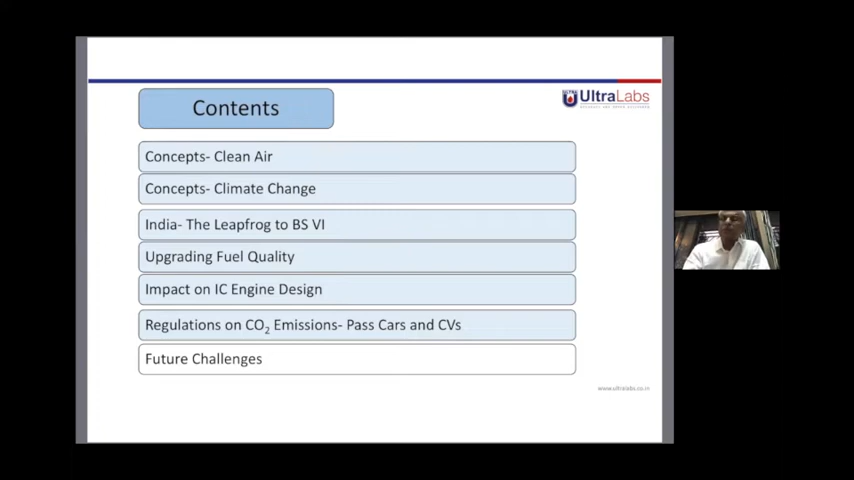 Contents
UltraLabs
Concepts- Clean Air
Concepts- Climate Change
India- The Leapfrog to BS VI
Upgrading Fuel Quality
Impact on IC Engine Design
Regulations on CO₂ Emissions- Pass Cars and CVs
Future Challenges
www.ultralabs.co.in